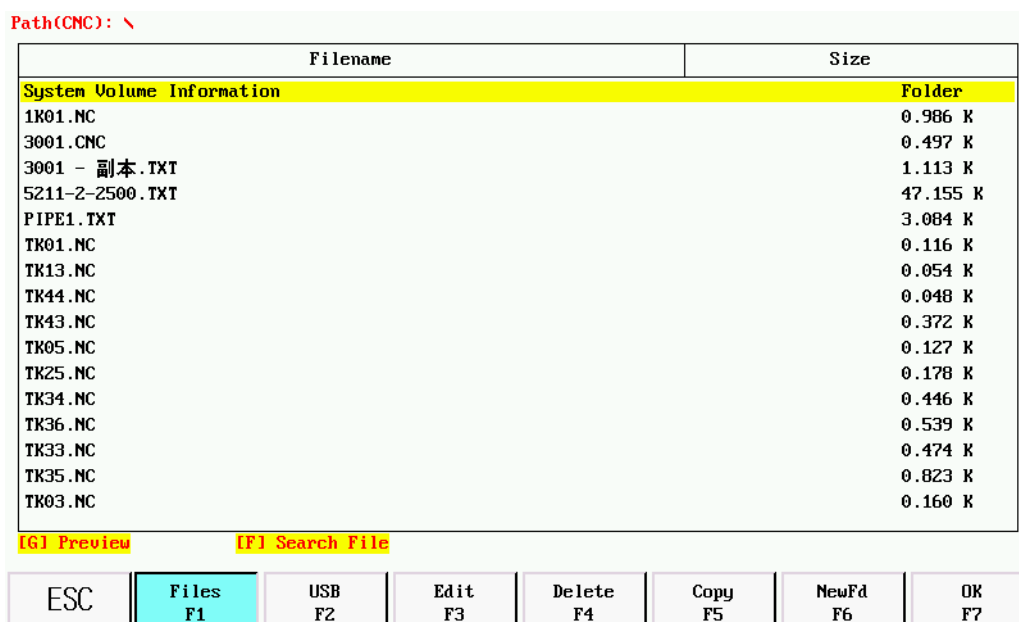 Path(CNC): \
Filename Size
System Volume Information Folder
1K01.NC 0.986 K
3001.CNC 0.497 K
3001 - 副本.TXT 1.113 K
5211-2-2500.TXT 47.155 K
PIPE1.TXT 3.084 K
TK01.NC 0.116 K
TK13.NC 0.054 K
TK44.NC 0.048 K
TK43.NC 0.372 K
TK05.NC 0.127 K
TK25.NC 0.178 K
TK34.NC 0.446 K
TK36.NC 0.539 K
TK33.NC 0.474 K
TK35.NC 0.823 K
TK03.NC 0.160 K
[G] Preview [F] Search File
ESC Files USB Edit Delete Copy NewFd OK
F1 F2 F3 F4 F5 F6 F7